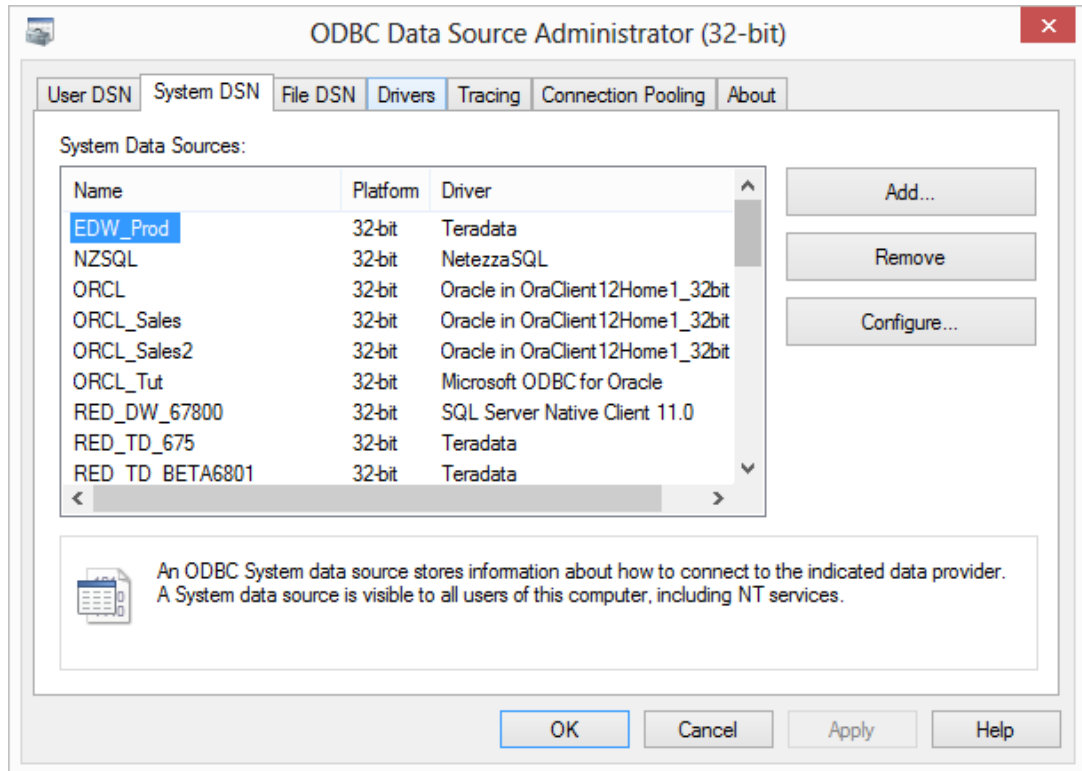 ODBC Data Source Administrator (32-bit)
User DSN System DSN File DSN Drivers Tracing Connection Pooling About
System Data Sources:
Name Platform Driver
EDW_Prod 32-bit Teradata
NZSQL 32-bit NetezzaSQL
ORCL 32-bit Oracle in OraClient12Home1_32bit
ORCL_Sales 32-bit Oracle in OraClient12Home1_32bit
ORCL_Sales2 32-bit Oracle in OraClient12Home1_32bit
ORCL_Tut 32-bit Microsoft ODBC for Oracle
RED_DW_67800 32-bit SQL Server Native Client 11.0
RED_TD_675 32-bit Teradata
RED_TD_BETA6801 32-bit Teradata
Add...
Remove
Configure...
An ODBC System data source stores information about how to connect to the indicated data provider.
A System data source is visible to all users of this computer, including NT services.
OK Cancel Apply Help